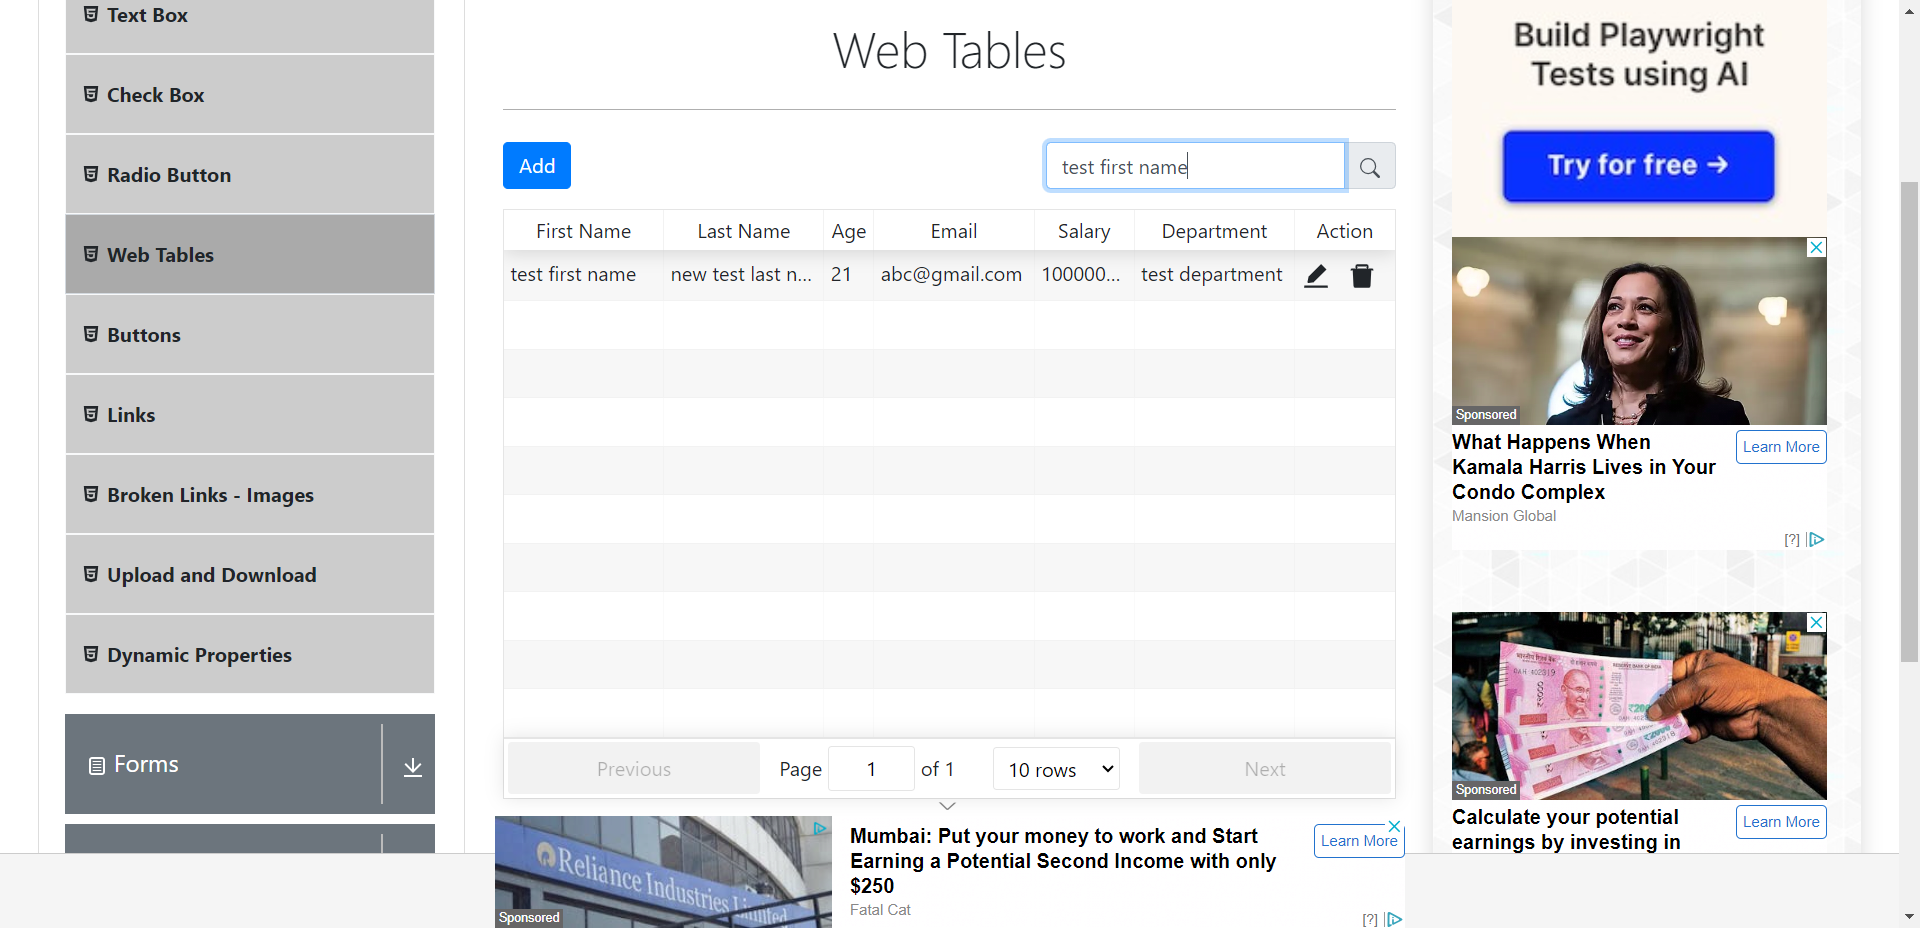 Text Box
Check Box
Radio Button
Web Tables
Buttons
Links
Broken Links - Images
Upload and Download
Dynamic Properties
Forms
Web Tables
Add
test first name
First Name Last Name Age Email Salary Department Action
test first name new test last n... 21 abc@gmail.com 100000... test department
Previous Page 1 of 1 10 rows Next
Reliance Industries Limited
Sponsored
Mumbai: Put your money to work and Start
Earning a Potential Second Income with only
$250
Fatal Cat
Learn More
[?]
Build Playwright
Tests using AI
Try for free →
Sponsored
What Happens When
Kamala Harris Lives in Your
Condo Complex
Mansion Global
Learn More
[?]
Sponsored
Calculate your potential
earnings by investing in
Learn More